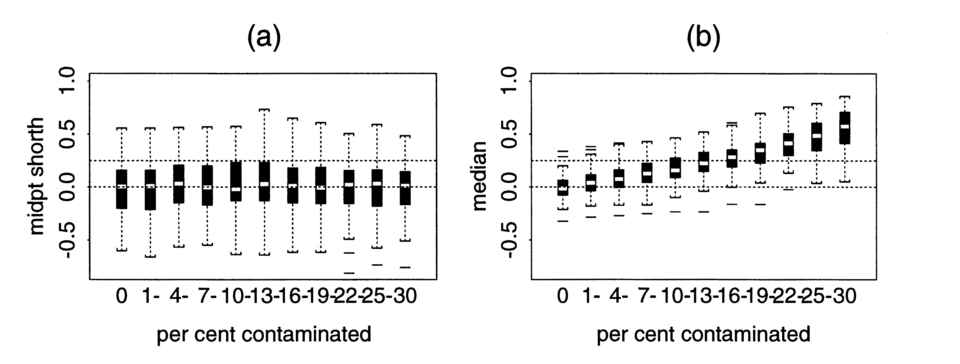 (a)
midpt shorth
1.0
0.5
0.0
-0.5
0 1- 4- 7- 10-13-16-19-22-25-30
per cent contaminated
(b)
median
1.0
0.5
0.0
-0.5
0 1- 4- 7- 10-13-16-19-22-25-30
per cent contaminated